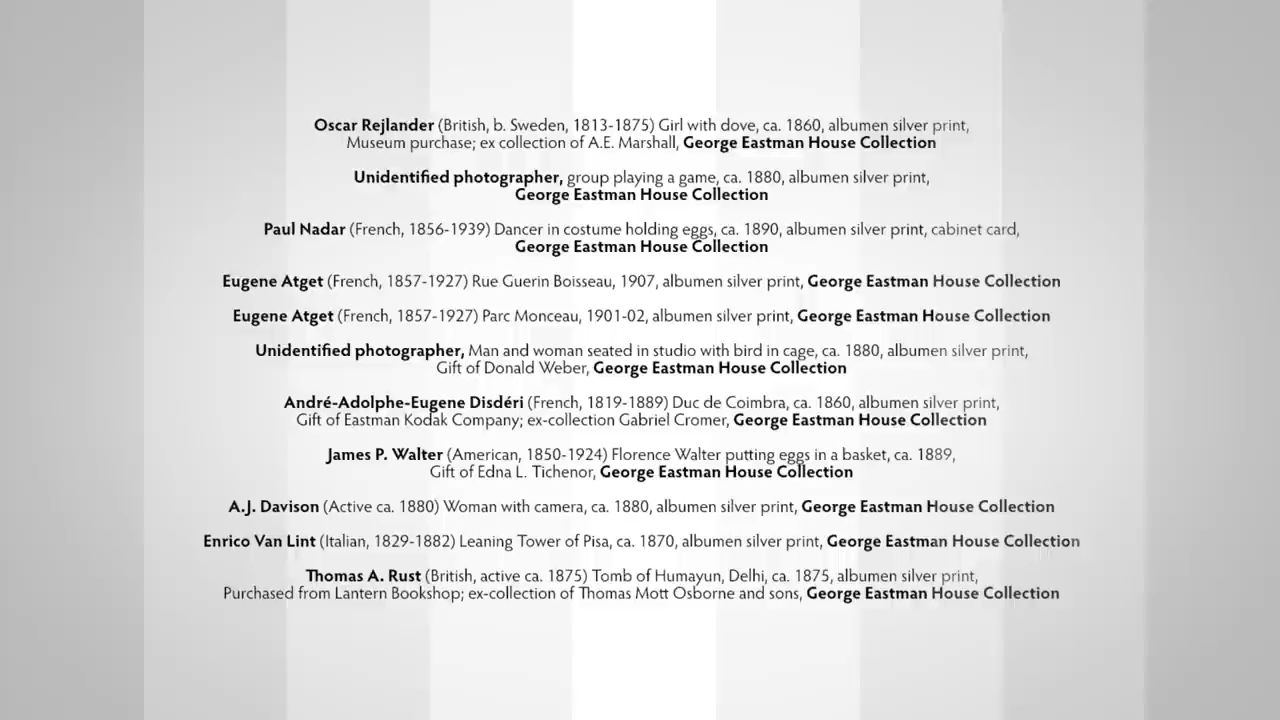 Oscar Rejlander (British, b. Sweden, 1813-1875) Girl with dove, ca. 1860, albumen silver print,
Museum purchase; ex collection of A.E. Marshall, George Eastman House Collection
Unidentified photographer, group playing a game, ca. 1880, albumen silver print,
George Eastman House Collection
Paul Nadar (French, 1856-1939) Dancer in costume holding eggs, ca. 1890, albumen silver print, cabinet card,
George Eastman House Collection
Eugene Atget (French, 1857-1927) Rue Guerin Boisseau, 1907, albumen silver print, George Eastman House Collection
Eugene Atget (French, 1857-1927) Parc Monceau, 1901-02, albumen silver print, George Eastman House Collection
Unidentified photographer, Man and woman seated in studio with bird in cage, ca. 1880, albumen silver print,
Gift of Donald Weber, George Eastman House Collection
André-Adolphe-Eugene Disdéri (French, 1819-1889) Duc de Coimbra, ca. 1860, albumen silver print,
Gift of Eastman Kodak Company; ex-collection Gabriel Cromer, George Eastman House Collection
James P. Walter (American, 1850-1924) Florence Walter putting eggs in a basket, ca. 1889,
Gift of Edna L. Tichenor, George Eastman House Collection
A.J. Davison (Active ca. 1880) Woman with camera, ca. 1880, albumen silver print, George Eastman House Collection
Enrico Van Lint (Italian, 1829-1882) Leaning Tower of Pisa, ca. 1870, albumen silver print, George Eastman House Collection
Thomas A. Rust (British, active ca. 1875) Tomb of Humayun, Delhi, ca. 1875, albumen silver print,
Purchased from Lantern Bookshop; ex-collection of Thomas Mott Osborne and sons, George Eastman House Collection